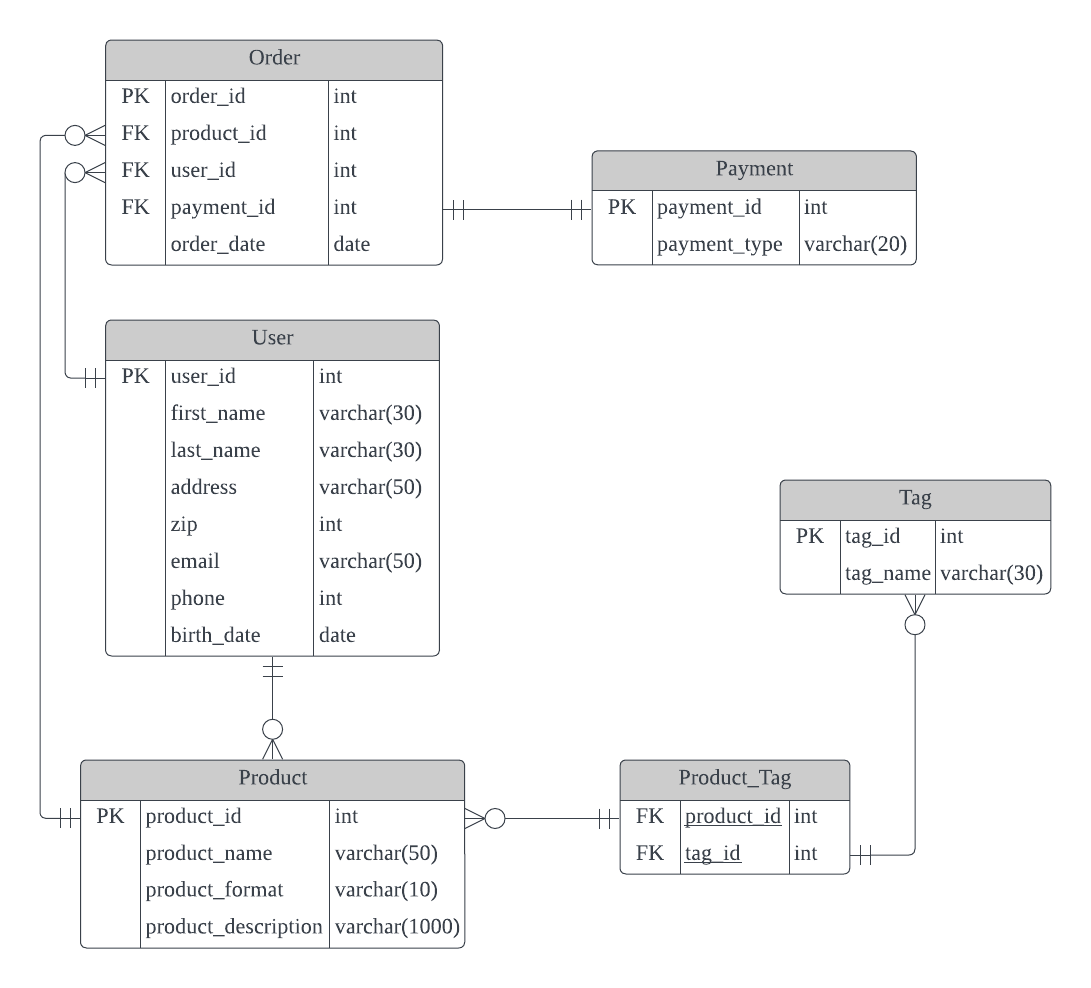 Order
PK order_id int
FK product_id int
FK user_id int
FK payment_id int
order_date date
Payment
PK payment_id int
payment_type varchar(20)
User
PK user_id int
first_name varchar(30)
last_name varchar(30)
address varchar(50)
zip int
email varchar(50)
phone int
birth_date date
Tag
PK tag_id int
tag_name varchar(30)
Product
PK product_id int
product_name varchar(50)
product_format varchar(10)
product_description varchar(1000)
Product_Tag
FK product_id int
FK tag_id int